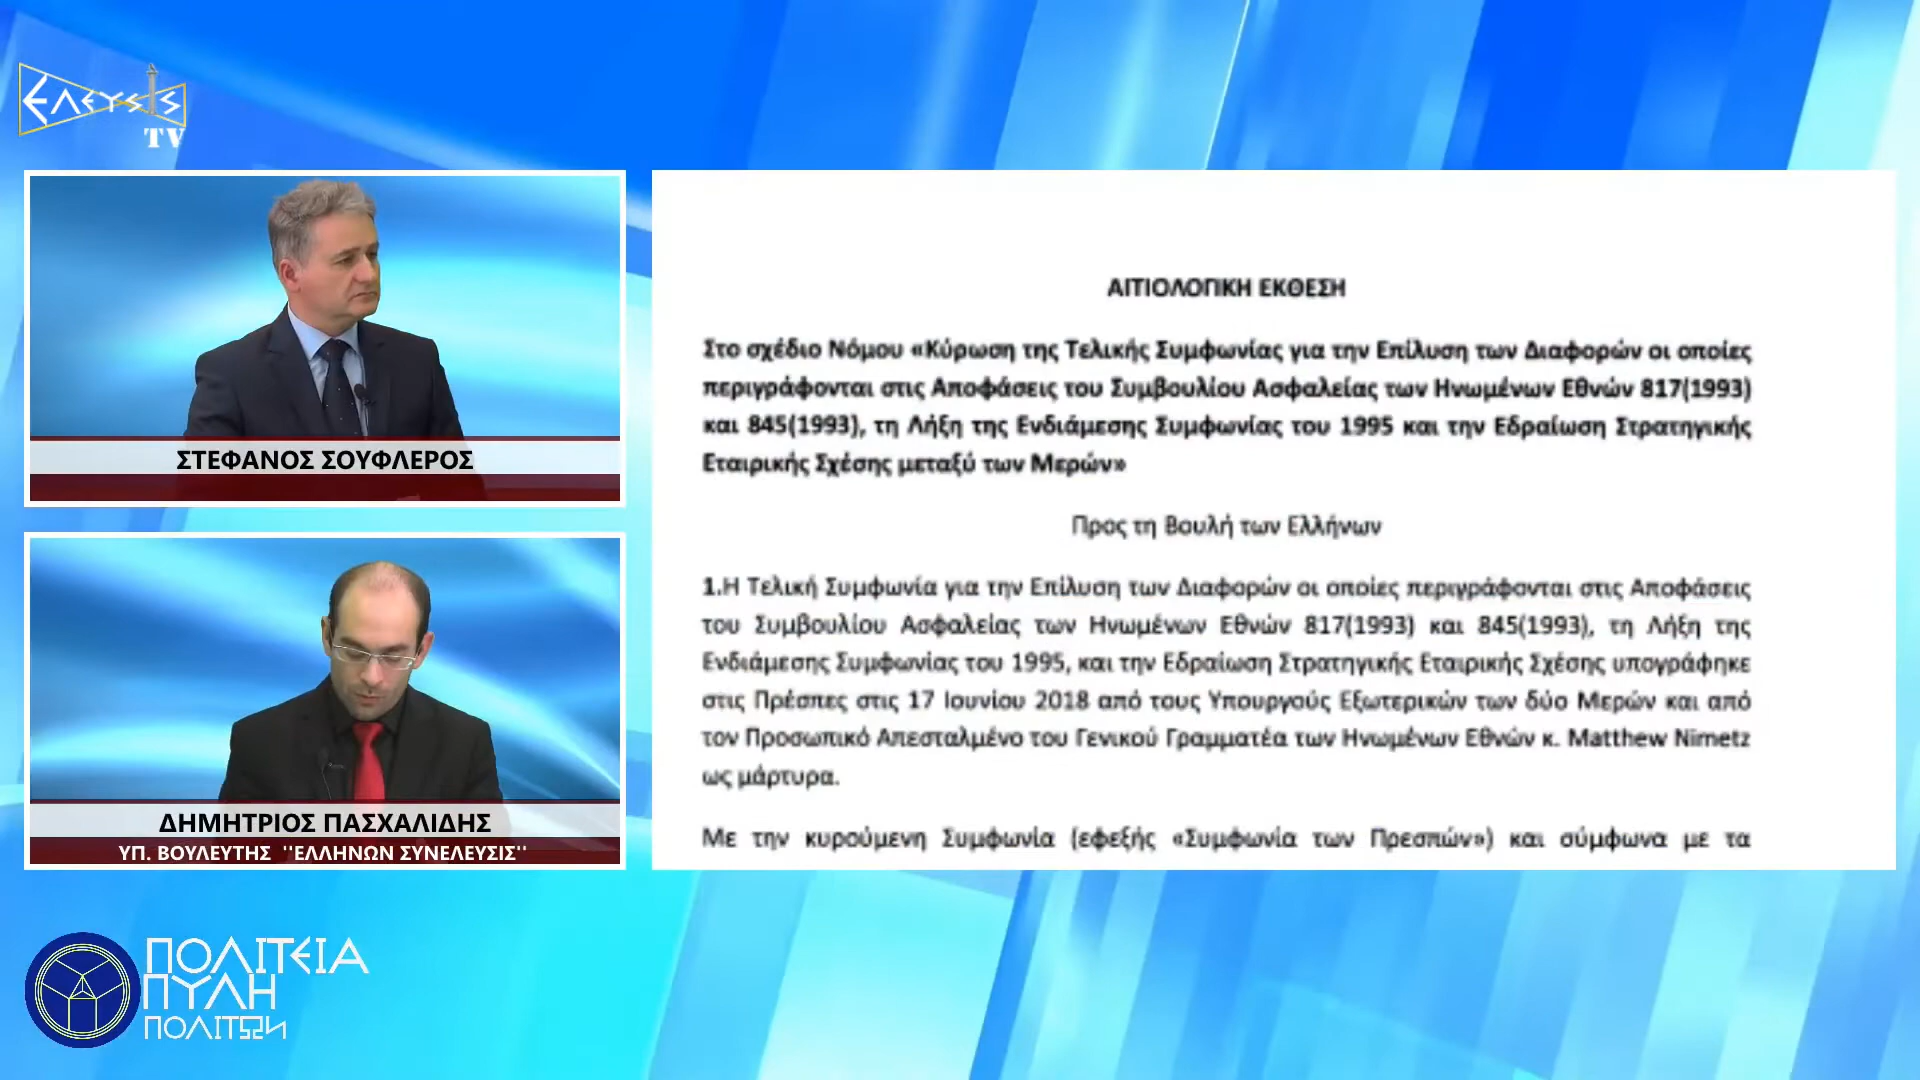 ΕΛΕΥSIS
TV
ΣΤΕΦΑΝΟΣ ΣΟΥΦΛΕΡΟΣ
ΔΗΜΗΤΡΙΟΣ ΠΑΣΧΑΛΙΔΗΣ
ΥΠ. ΒΟΥΛΕΥΤΗΣ ''ΕΛΛΗΝΩΝ ΣΥΝΕΛΕΥΣΙΣ''
ΠΟΛΙΤΕΙΑ
ΠΥΛΗ
ΠΟΛΙΤΩΝ
ΑΙΤΙΟΛΟΓΙΚΗ ΕΚΘΕΣΗ
Στο σχέδιο Νόμου «Κύρωση της Τελικής Συμφωνίας για την Επίλυση των Διαφορών οι οποίες
περιγράφονται στις Αποφάσεις του Συμβουλίου Ασφαλείας των Ηνωμένων Εθνών 817(1993)
και 845(1993), τη Λήξη της Ενδιάμεσης Συμφωνίας του 1995 και την Εδραίωση Στρατηγικής
Εταιρικής Σχέσης μεταξύ των Μερών»
Προς τη Βουλή των Ελλήνων
1.Η Τελική Συμφωνία για την Επίλυση των Διαφορών οι οποίες περιγράφονται στις Αποφάσεις
του Συμβουλίου Ασφαλείας των Ηνωμένων Εθνών 817(1993) και 845(1993), τη Λήξη της
Ενδιάμεσης Συμφωνίας του 1995, και την Εδραίωση Στρατηγικής Εταιρικής Σχέσης υπογράφηκε
στις Πρέσπες στις 17 Ιουνίου 2018 από τους Υπουργούς Εξωτερικών των δύο Μερών και από
τον Προσωπικό Απεσταλμένο του Γενικού Γραμματέα των Ηνωμένων Εθνών κ. Matthew Nimetz
ως μάρτυρα.
Με την κυρούμενη Συμφωνία (εφεξής «Συμφωνία των Πρεσπών») και σύμφωνα με τα